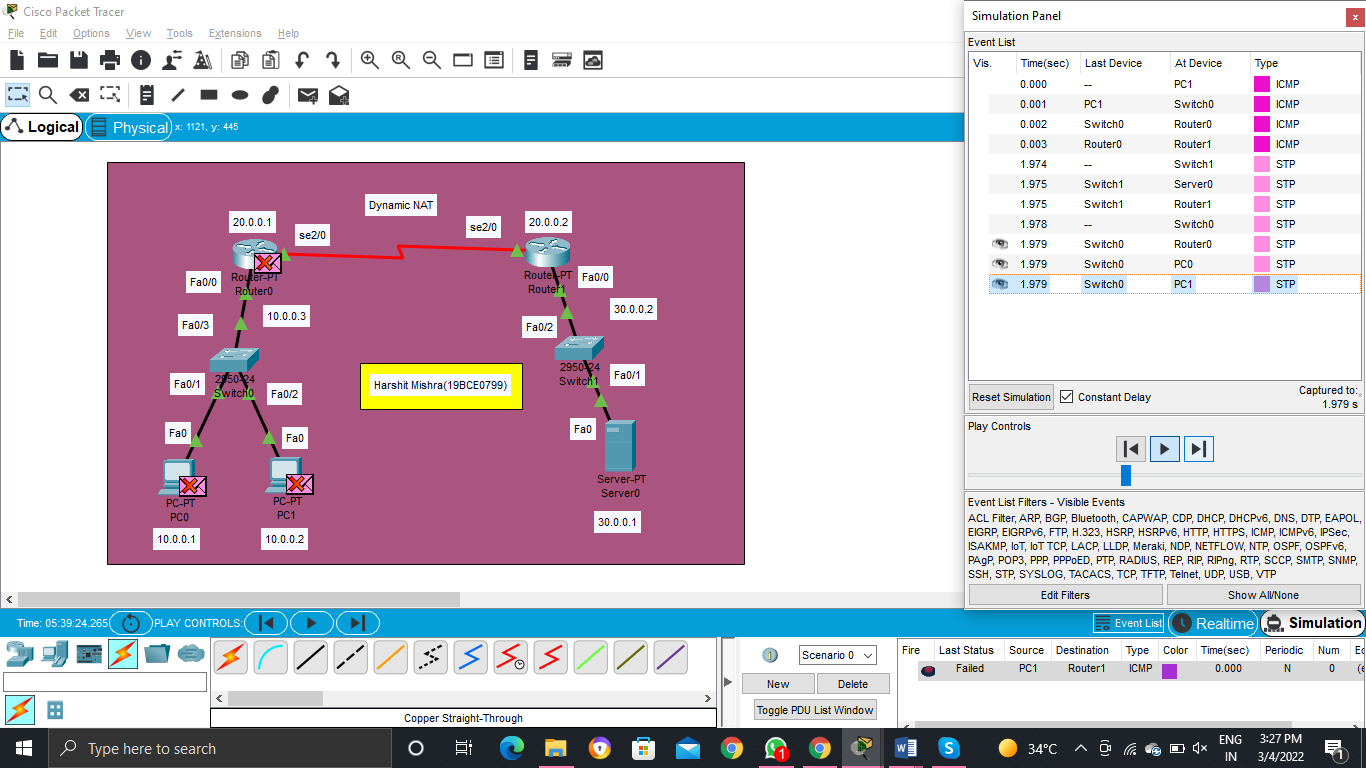 Cisco Packet Tracer
File Edit Options View Tools Extensions Help
Logical
Physical
x: 1121, y: 445
Dynamic NAT
20.0.0.1
se2/0
se2/0
20.0.0.2
Router-PT
Router0
Router-PT
Router1
Fa0/0
Fa0/0
10.0.0.3
30.0.0.2
Fa0/3
Fa0/2
2950-24
Switch0
2950-24
Switch1
Fa0/1
Fa0/2
Fa0/1
Harshit Mishra(19BCE0799)
Fa0
Fa0
Fa0
PC-PT
PC0
PC-PT
PC1
Server-PT
Server0
10.0.0.1
10.0.0.2
30.0.0.1
Simulation Panel
Event List
Vis. Time(sec) Last Device At Device Type
0.000 -- PC1 ICMP
0.001 PC1 Switch0 ICMP
0.002 Switch0 Router0 ICMP
0.003 Router0 Router1 ICMP
1.974 -- Switch1 STP
1.975 Switch1 Server0 STP
1.975 Switch1 Router1 STP
1.978 -- Switch0 STP
1.979 Switch0 Router0 STP
1.979 Switch0 PC0 STP
1.979 Switch0 PC1 STP
Reset Simulation
Constant Delay
Captured to:
1.979 s
Play Controls
Event List Filters - Visible Events
ACL Filter, ARP, BGP, Bluetooth, CAPWAP, CDP, DHCP, DHCPv6, DNS, DTP, EAPOL,
EIGRP, EIGRPv6, FTP, H.323, HSRP, HSRPv6, HTTP, HTTPS, ICMP, ICMPv6, IPSec,
ISAKMP, IoT, IoT TCP, LACP, LLDP, Meraki, NDP, NETFLOW, NTP, OSPF, OSPFv6,
PAgP, POP3, PPP, PPPoED, PTP, RADIUS, REP, RIP, RIPng, RTP, SCCP, SMTP, SNMP,
SSH, STP, SYSLOG, TACACS, TCP, TFTP, Telnet, UDP, USB, VTP
Edit Filters
Show All/None
Time: 05:39:24.265
PLAY CONTROLS:
Event List
Realtime
Simulation
Copper Straight-Through
Scenario 0
New
Delete
Toggle PDU List Window
Fire Last Status Source Destination Type Color Time(sec) Periodic Num Ec
Failed PC1 Router1 ICMP 0.000 N 0 (e
Type here to search
1
34°C
ENG
IN
3:27 PM
3/4/2022
1